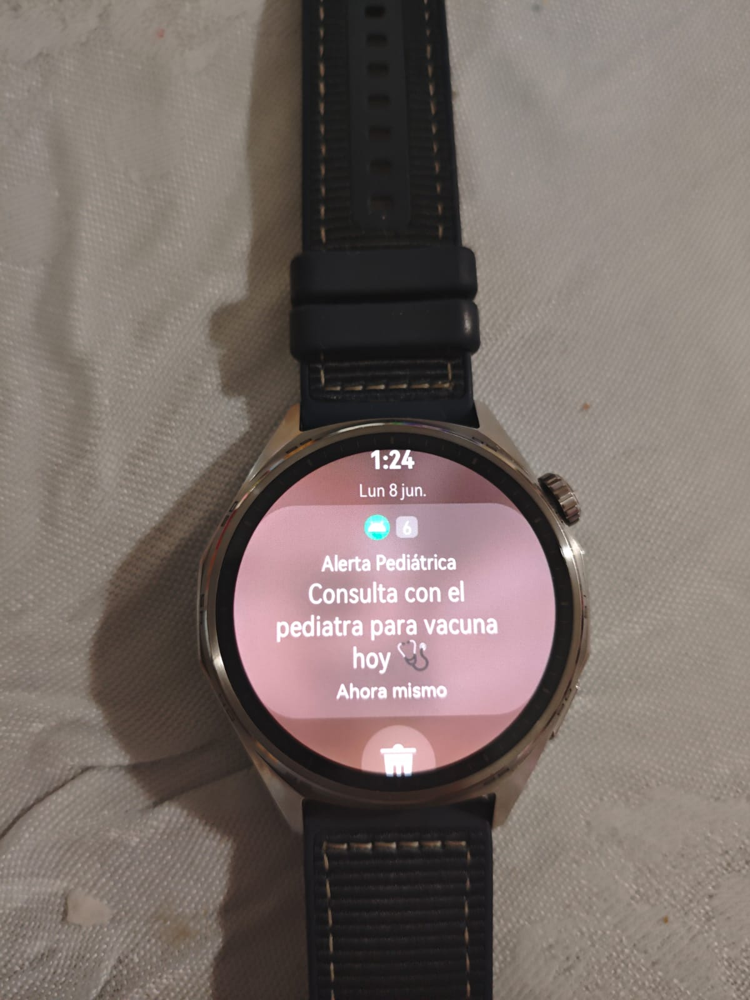 1:24
Lun 8 jun.
6
Alerta Pediátrica
Consulta con el
pediatra para vacuna
hoy 🩺
Ahora mismo